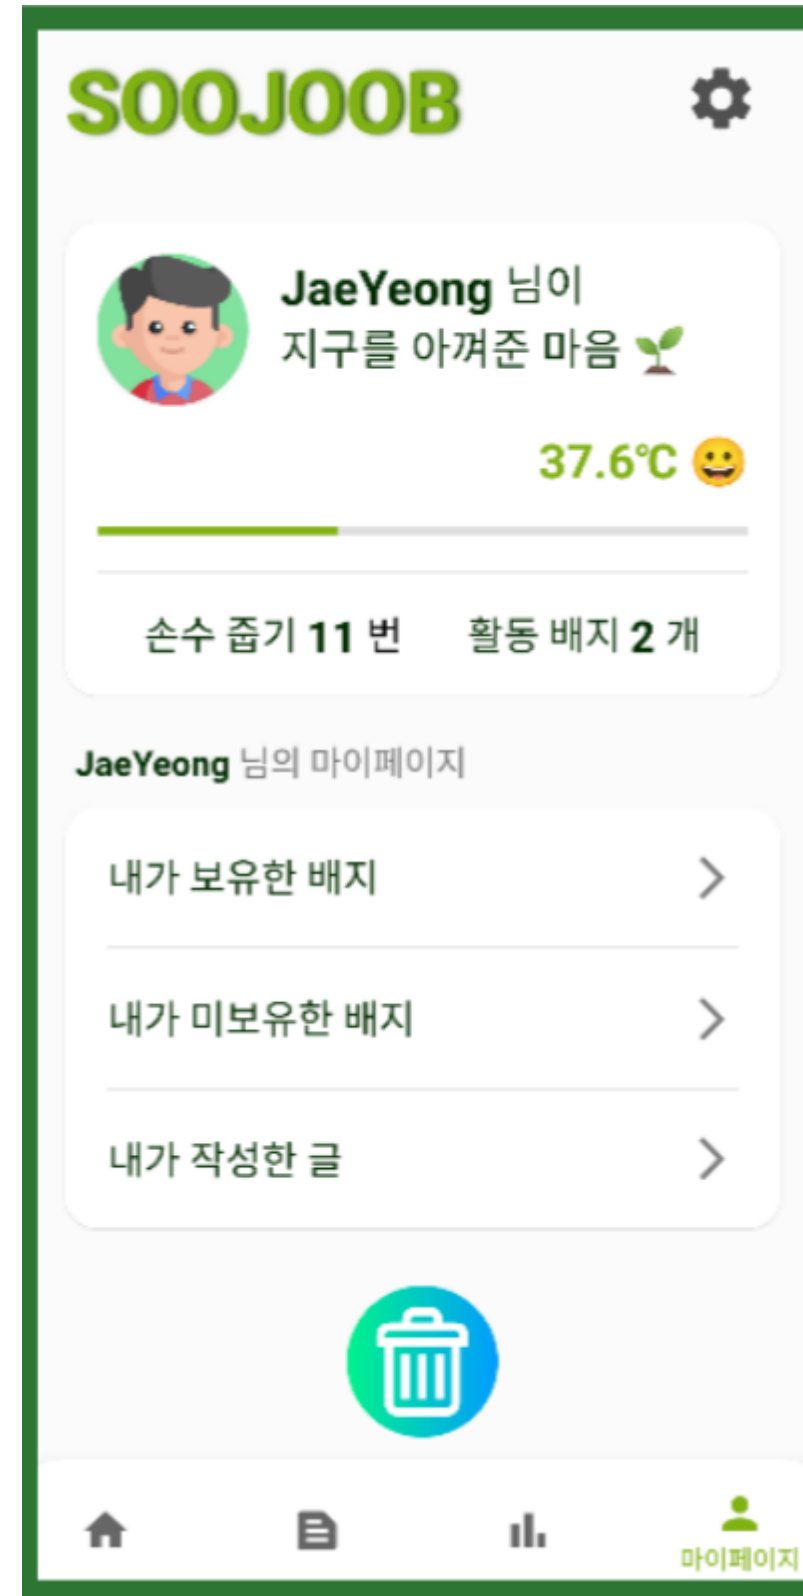 SOOJOOB
JaeYeong 님이
지구를 아껴준 마음 🌱
37.6℃ 😀
손수 줍기 11 번 활동 배지 2 개
JaeYeong 님의 마이페이지
내가 보유한 배지
내가 미보유한 배지
내가 작성한 글
마이페이지